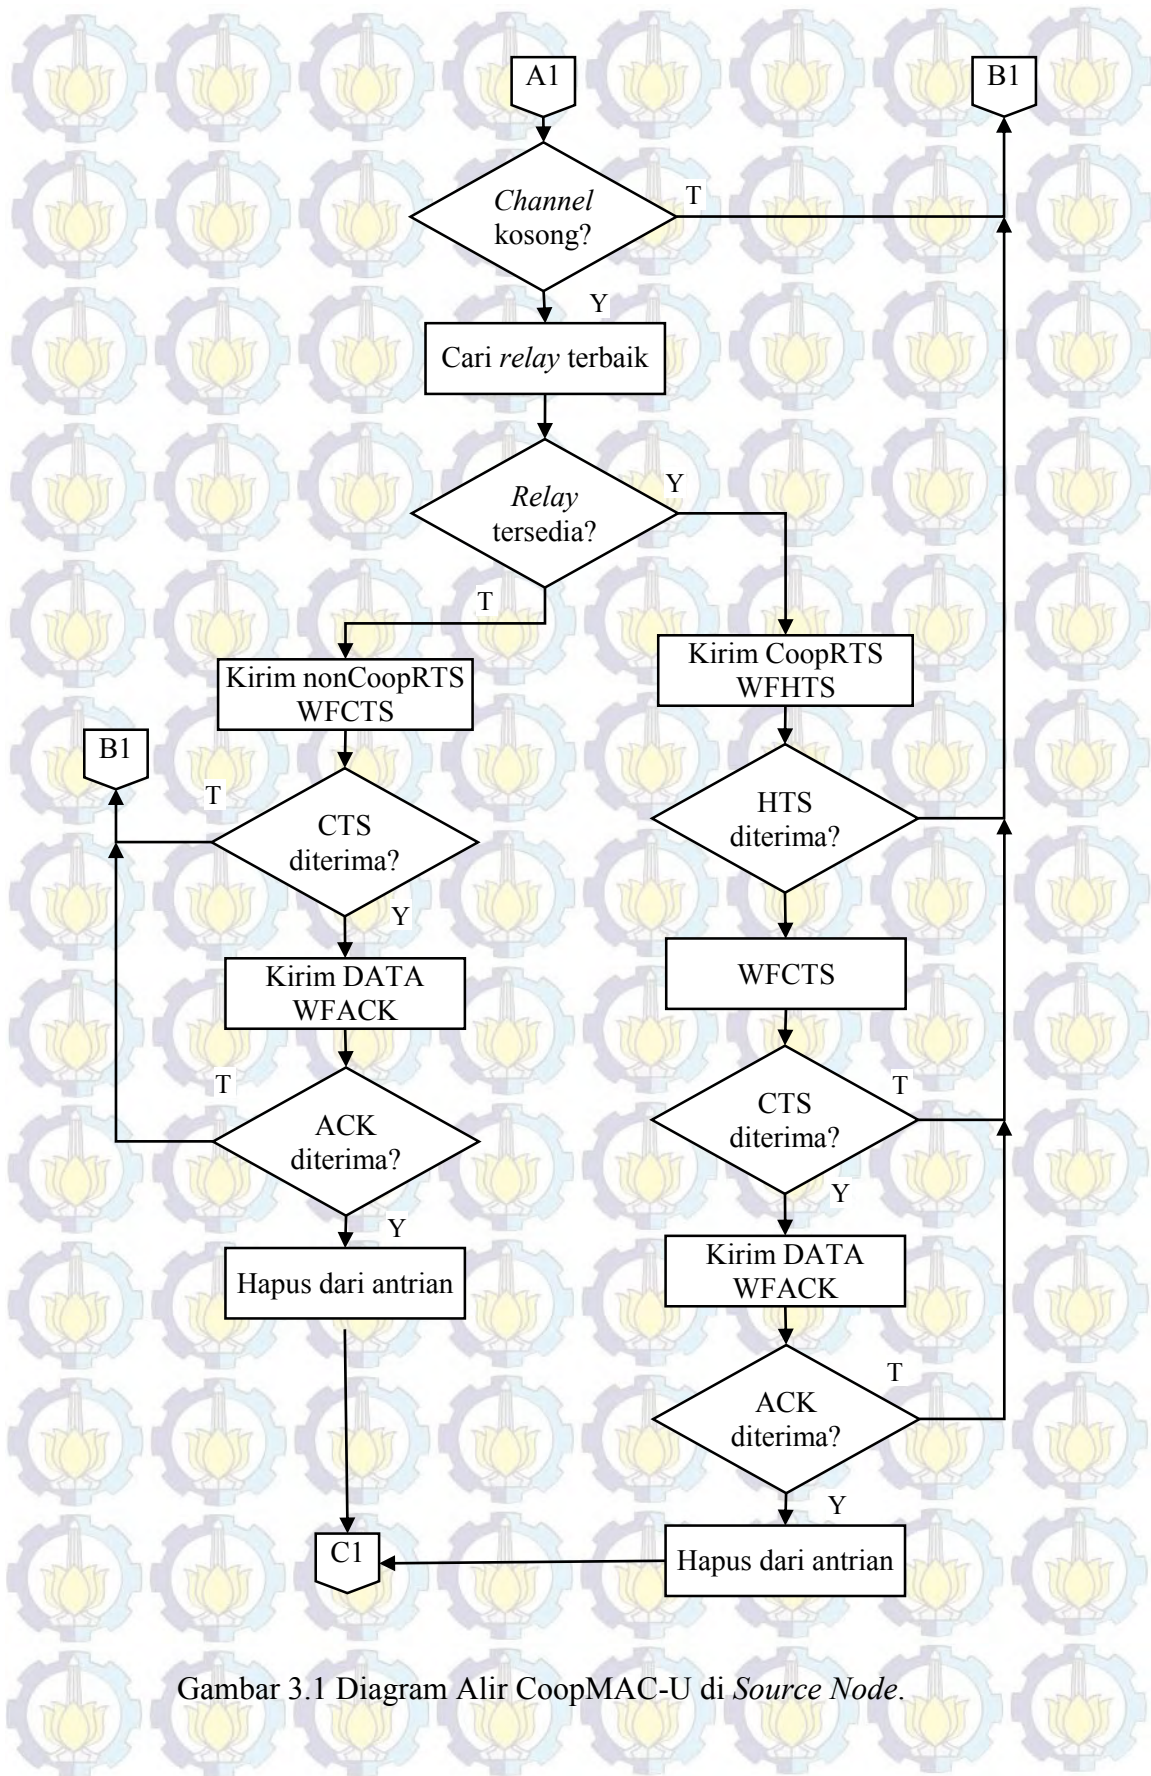 A1
B1
Channel
kosong?
T
Y
Cari relay terbaik
Relay
tersedia?
Y
T
Kirim nonCoopRTS
WFCTS
Kirim CoopRTS
WFHTS
B1
T
CTS
diterima?
HTS
diterima?
Y
Kirim DATA
WFACK
WFCTS
T
ACK
diterima?
CTS
diterima?
T
Y
Y
Hapus dari antrian
Kirim DATA
WFACK
ACK
diterima?
T
Y
C1
Hapus dari antrian
Gambar 3.1 Diagram Alir CoopMAC-U di Source Node.